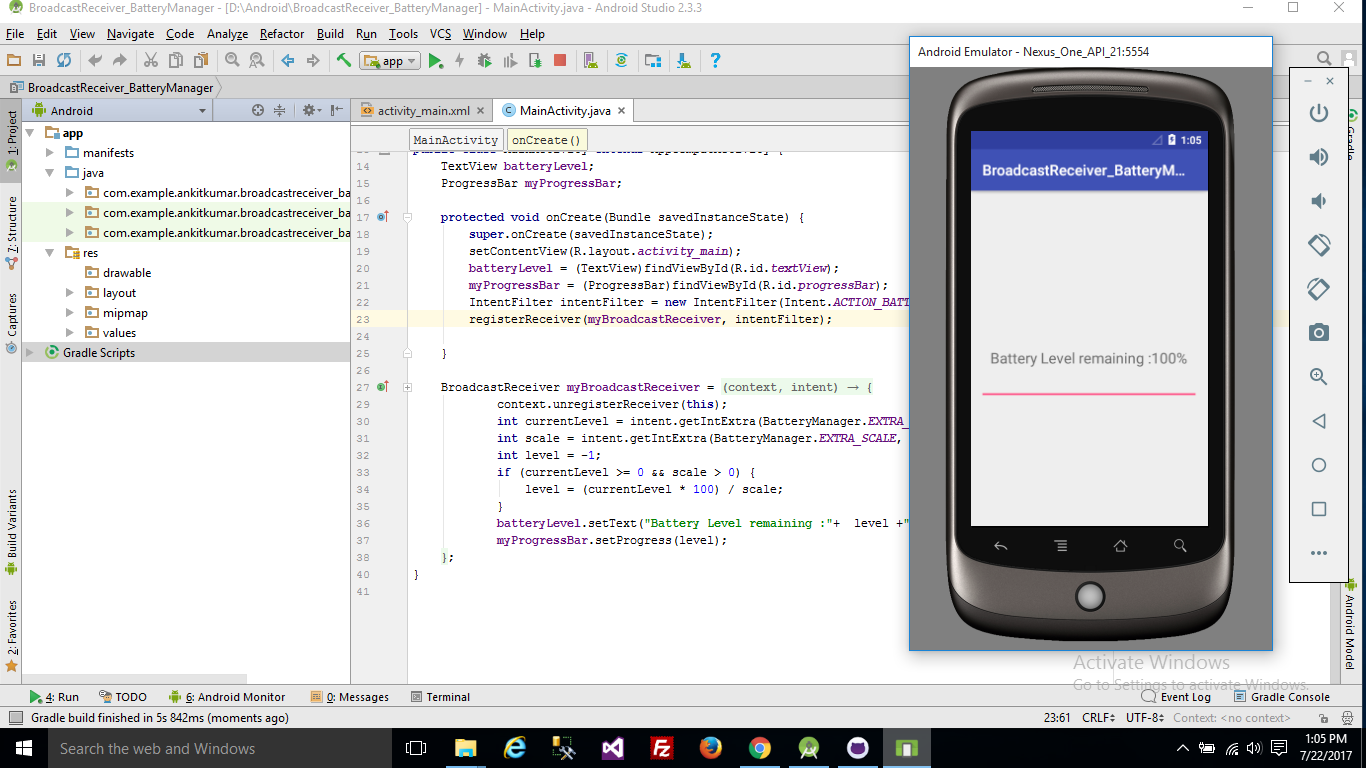 BroadcastReceiver_BatteryManager - [D:\Android\BroadcastReceiver_BatteryManager] - MainActivity.java - Android Studio 2.3.3
File Edit View Navigate Code Analyze Refactor Build Run Tools VCS Window Help
app
BroadcastReceiver_BatteryManager
Android
activity_main.xml
MainActivity.java
MainActivity
onCreate()
1: Project
7: Structure
Captures
Build Variants
2: Favorites
app
manifests
java
com.example.ankitkumar.broadcastreceiver_ba
com.example.ankitkumar.broadcastreceiver_ba
com.example.ankitkumar.broadcastreceiver_ba
res
drawable
layout
mipmap
values
Gradle Scripts
14 TextView batteryLevel;
15 ProgressBar myProgressBar;
16
17 protected void onCreate(Bundle savedInstanceState) {
18 super.onCreate(savedInstanceState);
19 setContentView(R.layout.activity_main);
20 batteryLevel = (TextView)findViewById(R.id.textView);
21 myProgressBar = (ProgressBar)findViewById(R.id.progressBar);
22 IntentFilter intentFilter = new IntentFilter(Intent.ACTION_BATT
23 registerReceiver(myBroadcastReceiver, intentFilter);
24
25 }
26
27 BroadcastReceiver myBroadcastReceiver = (context, intent) → {
29 context.unregisterReceiver(this);
30 int currentLevel = intent.getIntExtra(BatteryManager.EXTRA_
31 int scale = intent.getIntExtra(BatteryManager.EXTRA_SCALE,
32 int level = -1;
33 if (currentLevel >= 0 && scale > 0) {
34 level = (currentLevel * 100) / scale;
35 }
36 batteryLevel.setText("Battery Level remaining :"+ level +"
37 myProgressBar.setProgress(level);
38 };
40 }
41
Android Emulator - Nexus_One_API_21:5554
1:05
BroadcastReceiver_BatteryM...
Battery Level remaining :100%
Gradle
Android Model
Activate Windows
Go to Settings to activate Windows.
4: Run TODO 6: Android Monitor 0: Messages Terminal Event Log Gradle Console
Gradle build finished in 5s 842ms (moments ago) 23:61 CRLF UTF-8 Context: <no context>
Search the web and Windows
1:05 PM
7/22/2017